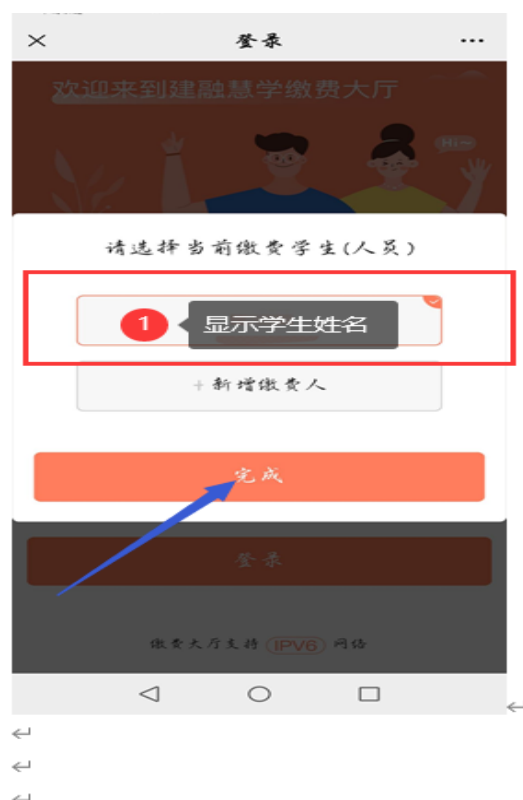 登录
欢迎来到建融慧学缴费大厅
Hi~
请选择当前缴费学生(人员)
1 显示学生姓名
+新增缴费人
完成
登录
缴费大厅支持 IPV6 网络